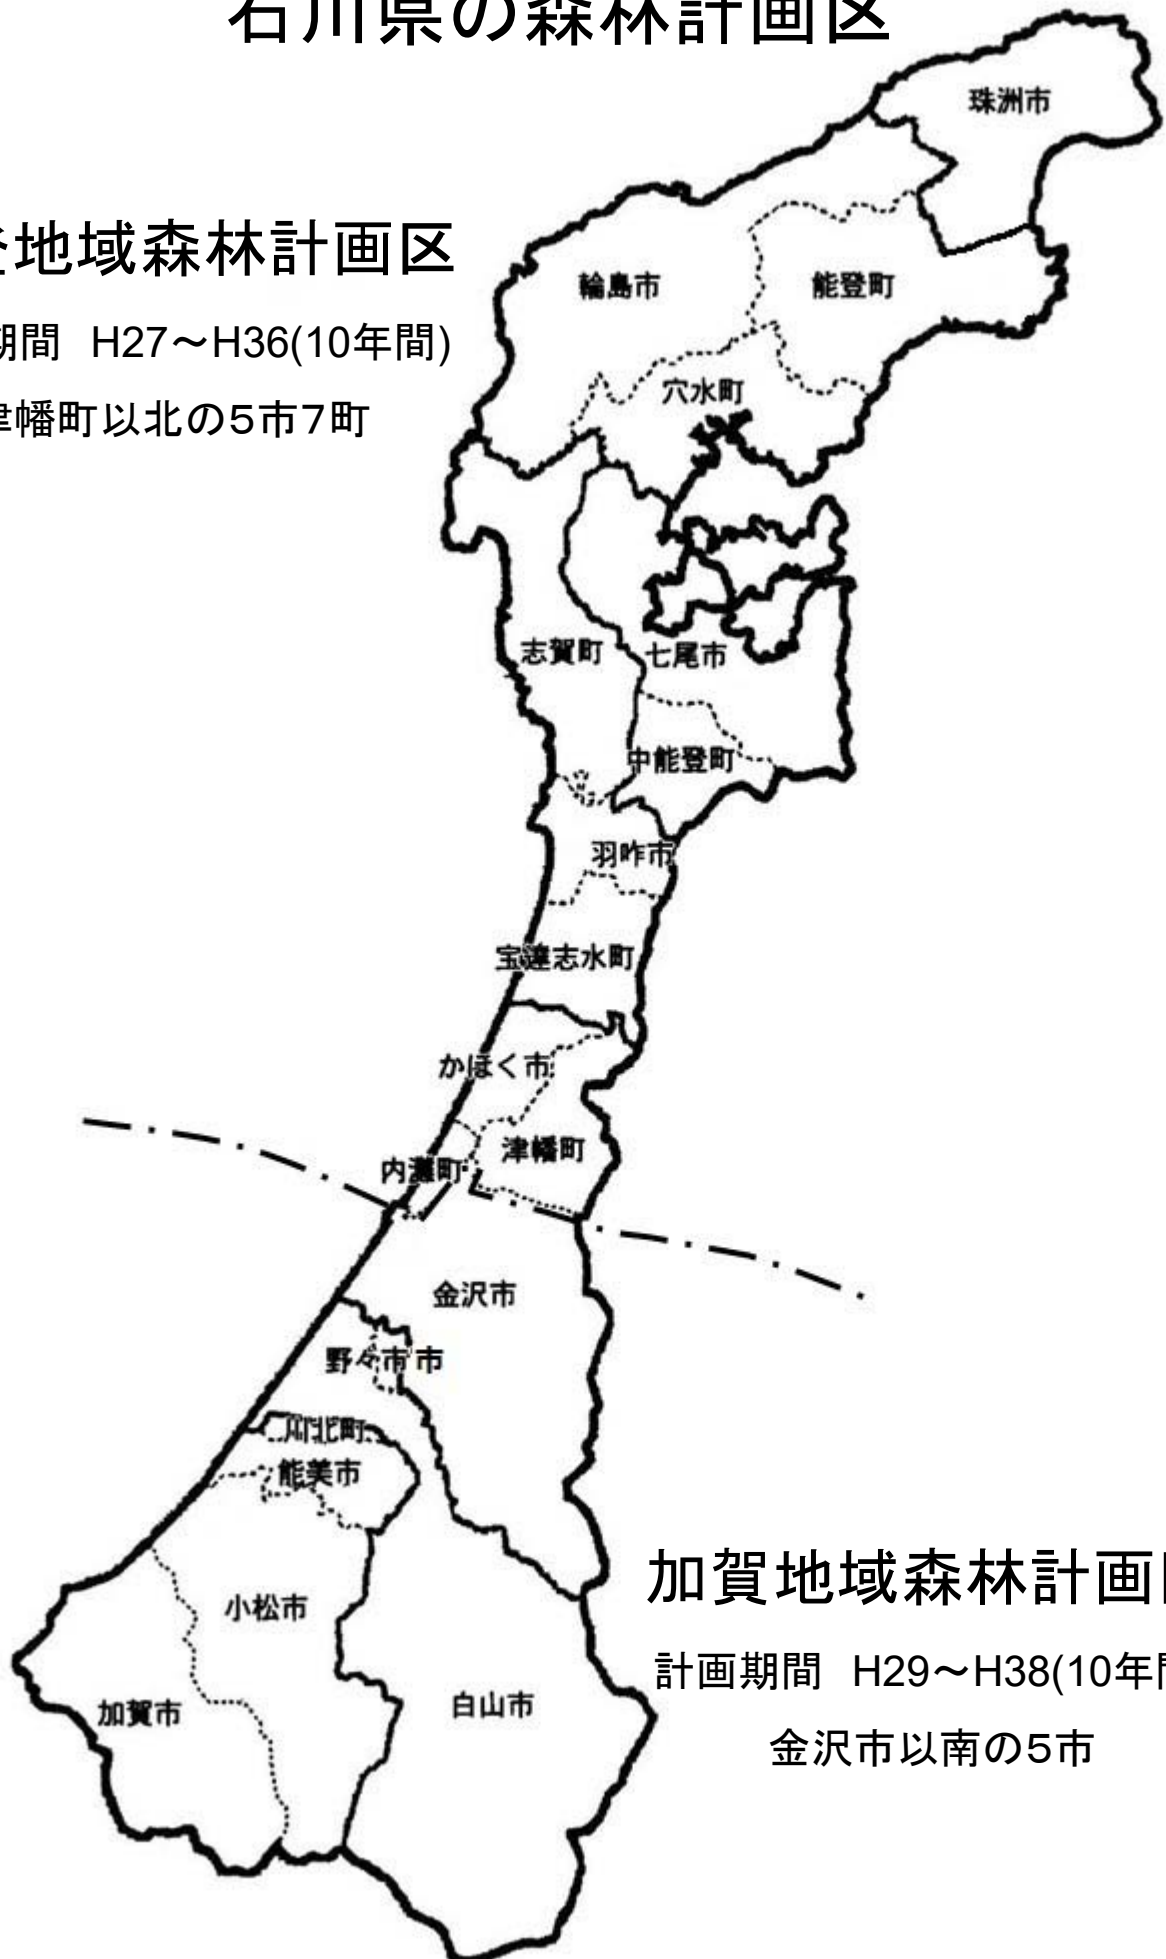 石川県の森林計画区
珠洲市
登地域森林計画区
輪島市
能登町
期間 H27～H36(10年間)
穴水町
津幡町以北の5市7町
志賀町
七尾市
中能登町
羽咋市
宝達志水町
かほく市
津幡町
内灘町
金沢市
野々市市
川北町
能美市
加賀地域森林計画
小松市
計画期間 H29～H38(10年間
白山市
加賀市
金沢市以南の5市